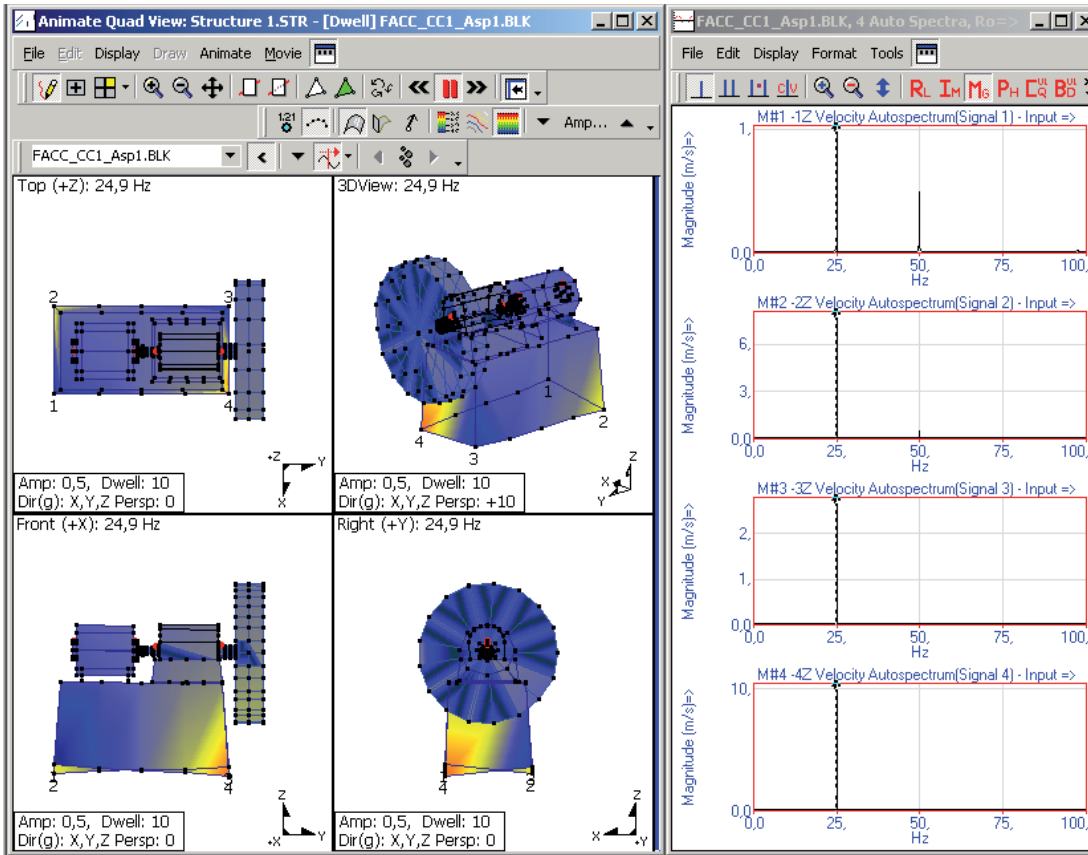 Animate Quad View: Structure 1.STR - [Dwell] FACC_CC1_Asp1.BLK
File Edit Display Draw Animate Movie
1.21
Amp...
FACC_CC1_Asp1.BLK
Top (+Z): 24,9 Hz
2
3
1
4
+Z
Y
X
Amp: 0,5, Dwell: 10
Dir(g): X,Y,Z Persp: 0
3DView: 24,9 Hz
1
2
4
3
Z
X
Y
Amp: 0,5, Dwell: 10
Dir(g): X,Y,Z Persp: +10
Front (+X): 24,9 Hz
2
4
Z
+X
Y
Amp: 0,5, Dwell: 10
Dir(g): X,Y,Z Persp: 0
Right (+Y): 24,9 Hz
4
2
Z
X
+Y
Amp: 0,5, Dwell: 10
Dir(g): X,Y,Z Persp: 0
FACC_CC1_Asp1.BLK, 4 Auto Spectra, Ro=>
File Edit Display Format Tools
c/v
RL IM MG PH
M#1 -1Z Velocity Autospectrum(Signal 1) - Input =>
Magnitude (m/s)=>
1,
0,0
0,0 25, 50, 75, 100,
Hz
M#2 -2Z Velocity Autospectrum(Signal 2) - Input =>
Magnitude (m/s)=>
6,
3,
0,0
0,0 25, 50, 75, 100,
Hz
M#3 -3Z Velocity Autospectrum(Signal 3) - Input =>
Magnitude (m/s)=>
2,
1,
0,0
0,0 25, 50, 75, 100,
Hz
M#4 -4Z Velocity Autospectrum(Signal 4) - Input =>
Magnitude (m/s)=>
10,
0,0
0,0 25, 50, 75, 100,
Hz